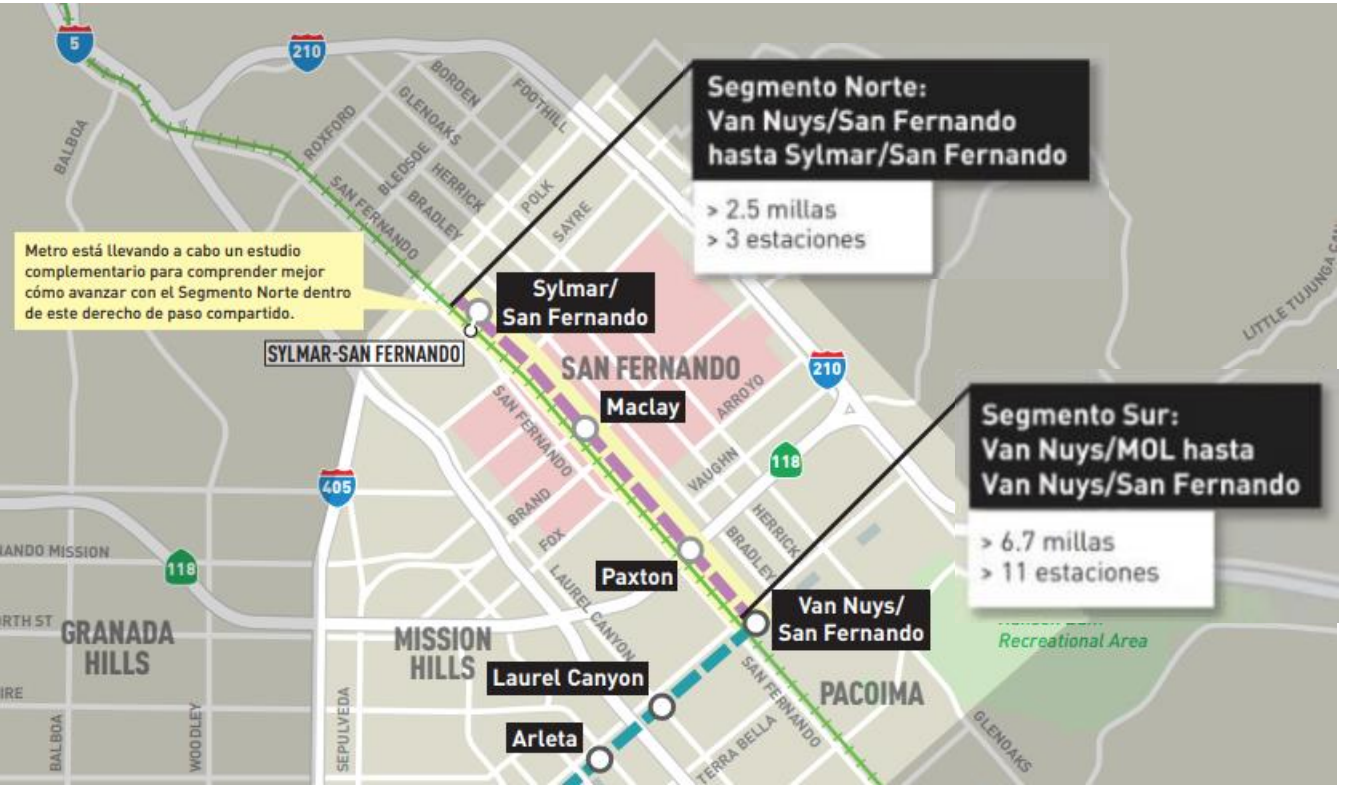 5
210
BORDEN
FOOTHILL
GLENOAKS
ROXFORD
BALBOA
BLEDSOE
HERRICK
BRADLEY
SAN FERNANDO
POLK
SAYRE
Segmento Norte:
Van Nuys/San Fernando
hasta Sylmar/San Fernando
> 2.5 millas
> 3 estaciones
Metro está llevando a cabo un estudio
complementario para comprender mejor
cómo avanzar con el Segmento Norte dentro
de este derecho de paso compartido.
Sylmar/
San Fernando
SYLMAR-SAN FERNANDO
SAN FERNANDO
LITTLE TUJUNGA
210
ARROYO
Maclay
SAN FERNANDO
Segmento Sur:
Van Nuys/MOL hasta
Van Nuys/San Fernando
> 6.7 millas
> 11 estaciones
118
VAUGHN
405
BRAND
FOX
HERRICK
BRADLEY
NANDO MISSION
118
LAUREL CANYON
Paxton
Van Nuys/
San Fernando
Recreational Area
RTH ST
GRANADA
HILLS
MISSION
HILLS
Laurel Canyon
SAN FERNANDO
PACOIMA
IRE
BALBOA
WOODLEY
SEPULVEDA
Arleta
TERRA BELLA
GLENOAKS